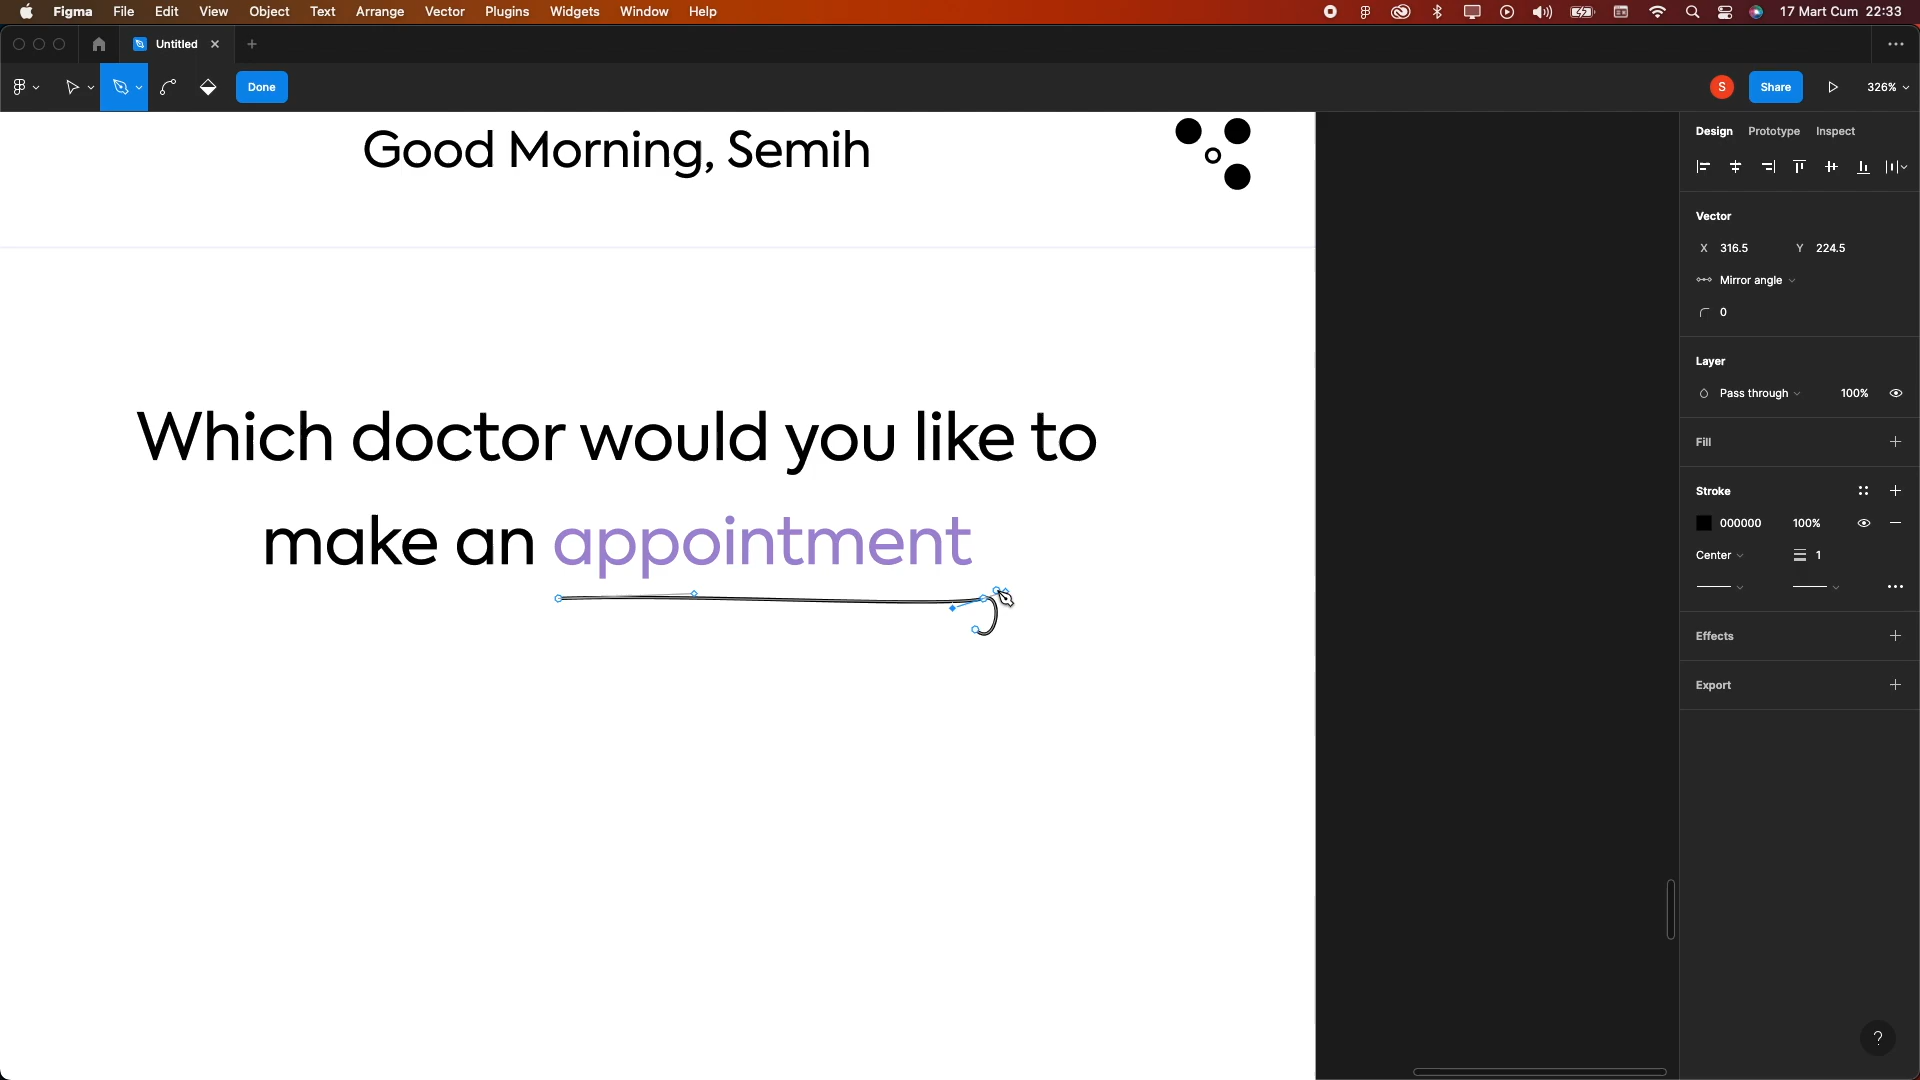 Figma File Edit View Object Text Arrange Vector Plugins Widgets Window Help 17 Mart Cum 22:33
Untitled
Done S Share 326%
Good Morning, Semih
Which doctor would you like to
make an appointment
Design Prototype Inspect
Vector
X 316.5 Y 224.5
Mirror angle
0
Layer
Pass through 100%
Fill
Stroke
000000 100%
Center 1
Effects
Export
?